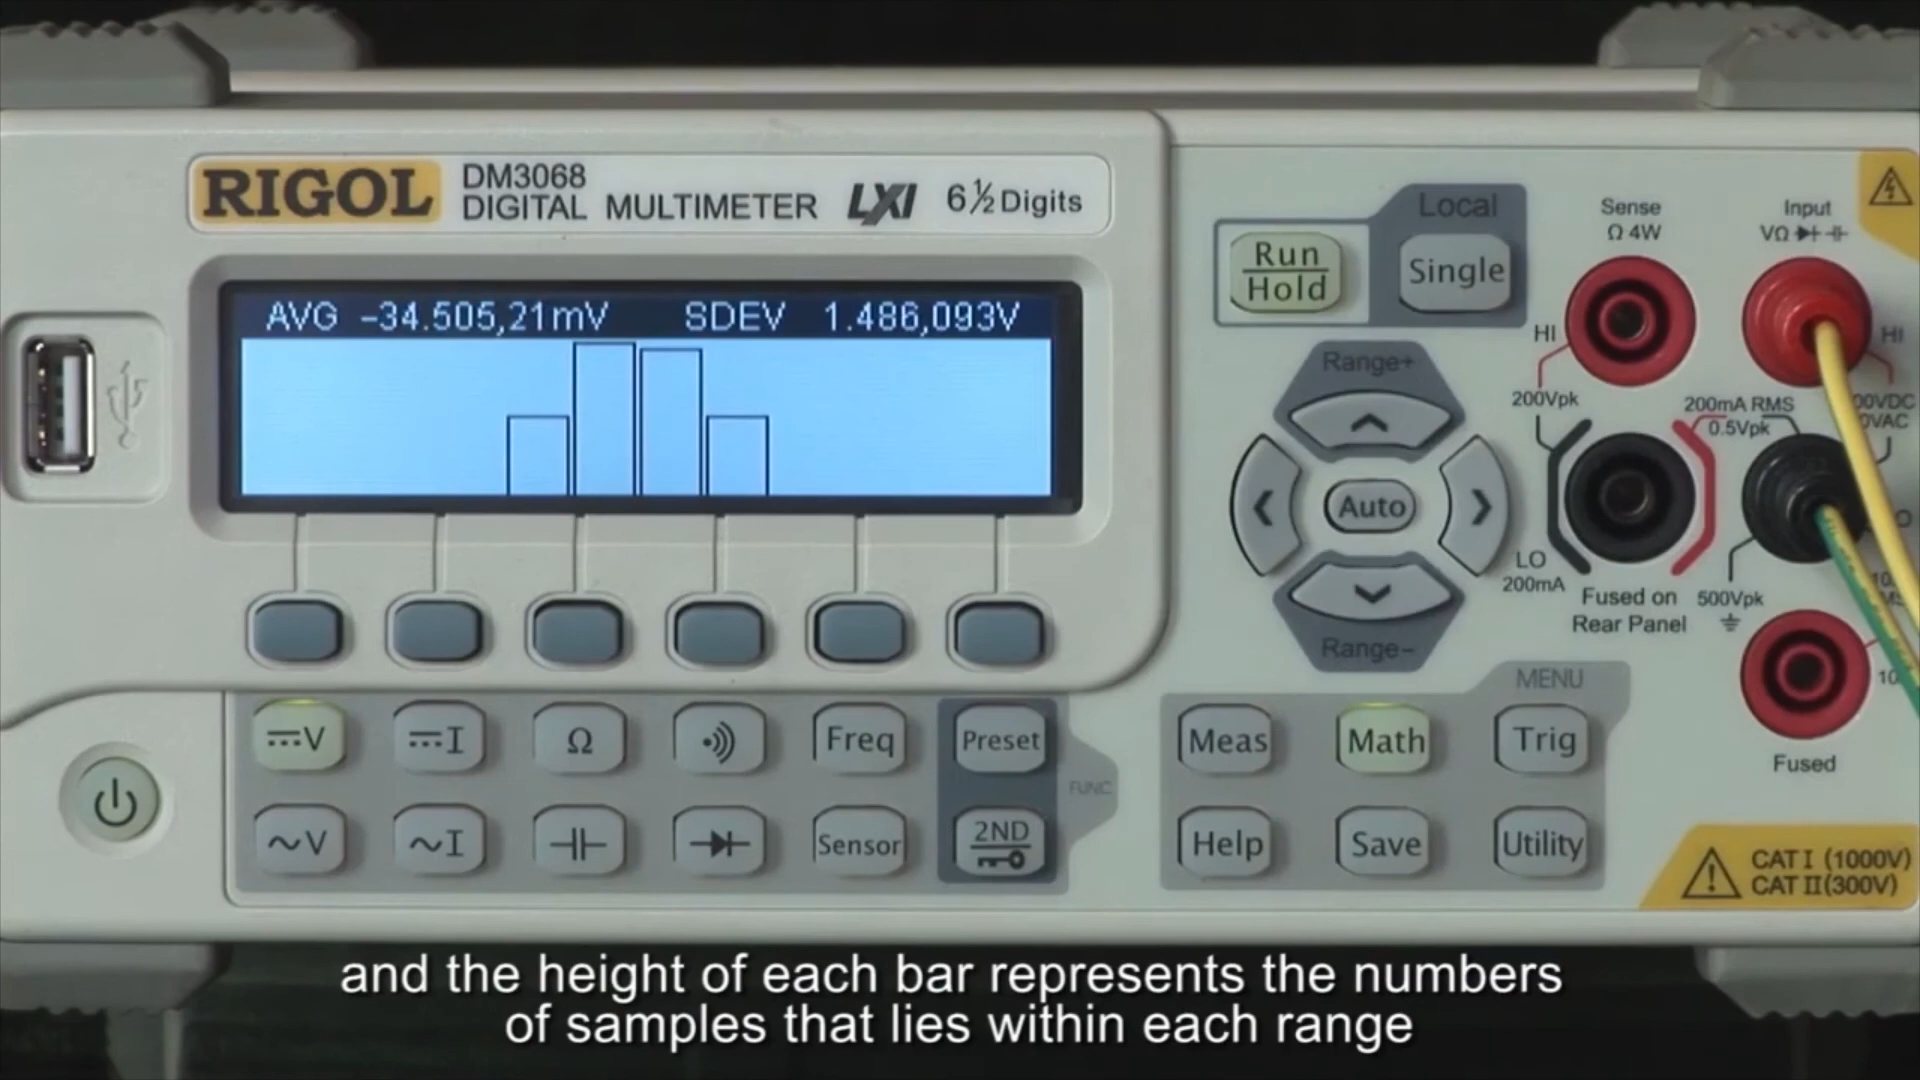 RIGOL
DM3068
DIGITAL MULTIMETER
LXI
6½ Digits
AVG -34.505,21mV SDEV 1.486,093V
Run
Hold
Local
Single
Range+
Auto
Range-
Sense
Ω 4W
Input
VΩ
HI
HI
200Vpk
200mA RMS
0.5Vpk
LO
200mA
Fused on
Rear Panel
500Vpk
Fused
V
I
Ω
Freq
Preset
FUNC
~V
~I
Sensor
2ND
MENU
Meas
Math
Trig
Help
Save
Utility
CAT I (1000V)
CAT II(300V)
and the height of each bar represents the numbers
of samples that lies within each range